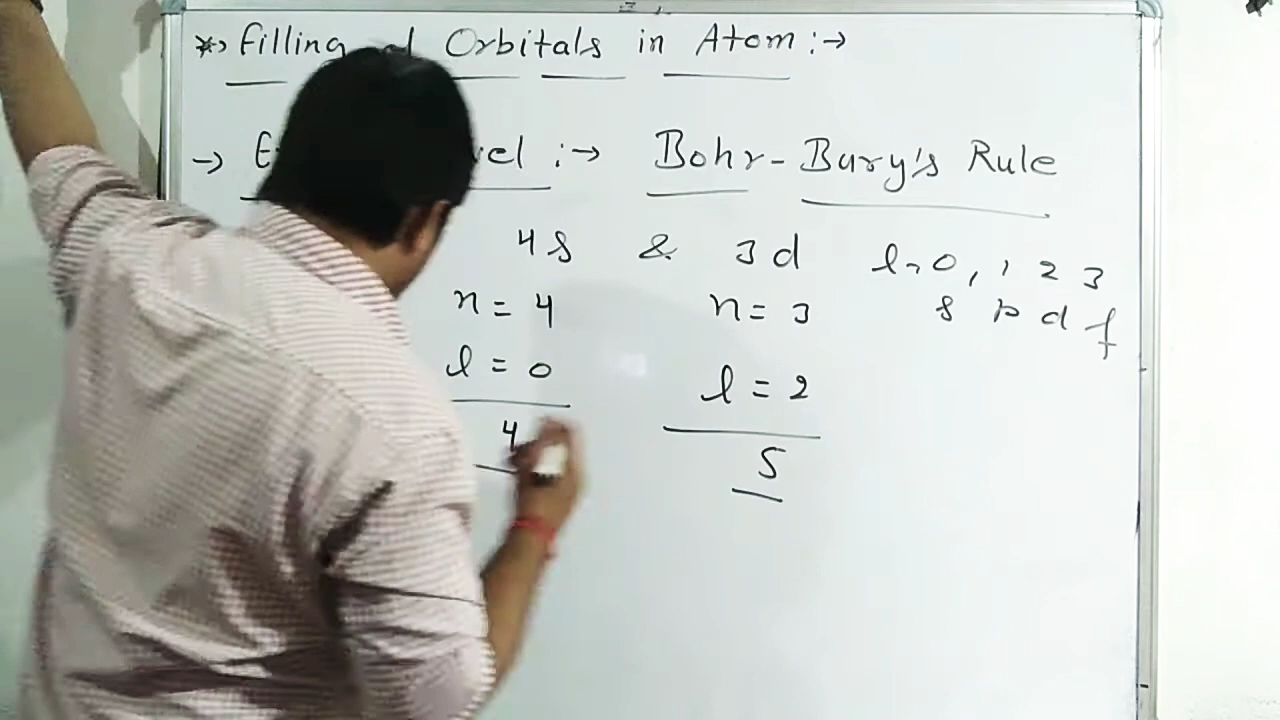 *→ Filling Orbitals in Atom :→
→ :→ Bohr-Bury's Rule
4s & 3d l = 0, 1 2 3
n = 4 n = 3 s p d f
l = 0 l = 2
4 5